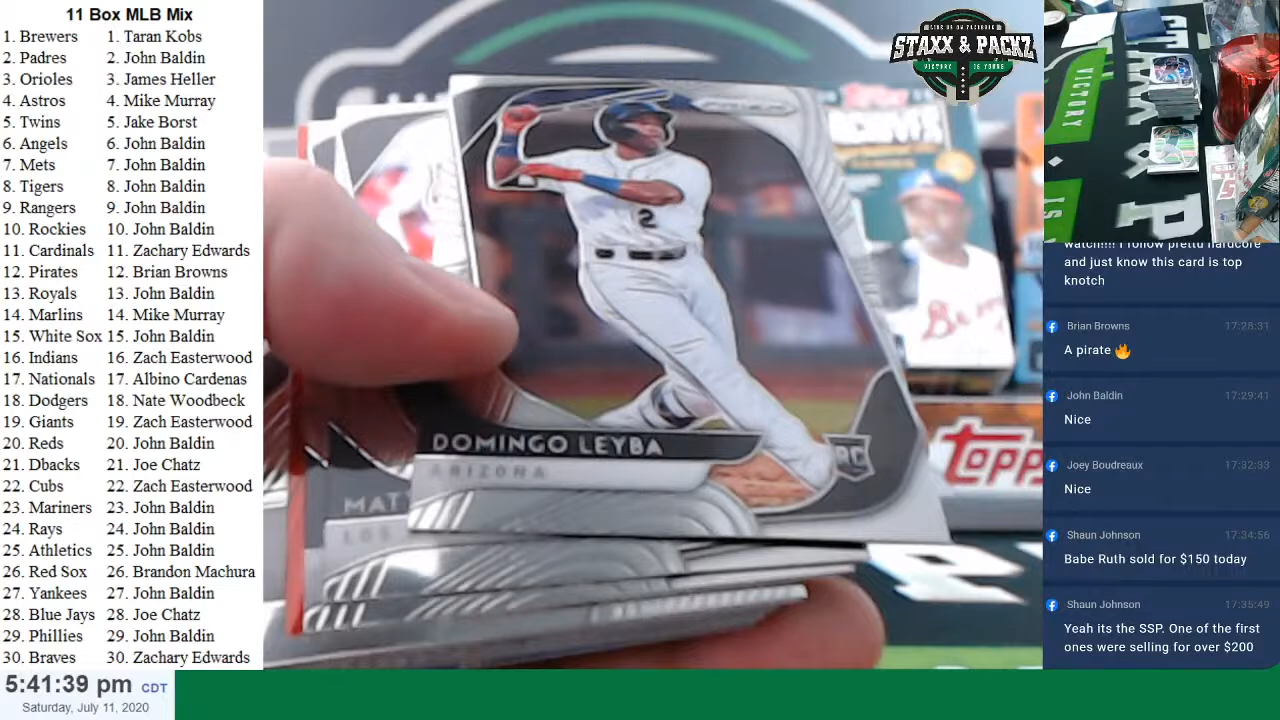 11 Box MLB Mix
1. Brewers 1. Taran Kobs
2. Padres 2. John Baldin
3. Orioles 3. James Heller
4. Astros 4. Mike Murray
5. Twins 5. Jake Borst
6. Angels 6. John Baldin
7. Mets 7. John Baldin
8. Tigers 8. John Baldin
9. Rangers 9. John Baldin
10. Rockies 10. John Baldin
11. Cardinals 11. Zachary Edwards
12. Pirates 12. Brian Browns
13. Royals 13. John Baldin
14. Marlins 14. Mike Murray
15. White Sox 15. John Baldin
16. Indians 16. Zach Easterwood
17. Nationals 17. Albino Cardenas
18. Dodgers 18. Nate Woodbeck
19. Giants 19. Zach Easterwood
20. Reds 20. John Baldin
21. Dbacks 21. Joe Chatz
22. Cubs 22. Zach Easterwood
23. Mariners 23. John Baldin
24. Rays 24. John Baldin
25. Athletics 25. John Baldin
26. Red Sox 26. Brandon Machura
27. Yankees 27. John Baldin
28. Blue Jays 28. Joe Chatz
29. Phillies 29. John Baldin
30. Braves 30. Zachary Edwards
5:41:39 pm CDT
Saturday, July 11, 2020
2
DOMINGO LEYBA
ARIZONA
RC
MAT
LOS
Topps
Topps
STAXX & PACKZ
VICTORY IS YOURS
VICTORY
watch!!!! I follow prettu hardcore
and just know this card is top
knotch
Brian Browns 17:28:31
A pirate 🔥
John Baldin 17:29:41
Nice
Joey Boudreaux 17:32:33
Nice
Shaun Johnson 17:34:56
Babe Ruth sold for $150 today
Shaun Johnson 17:35:49
Yeah its the SSP. One of the first
ones were selling for over $200